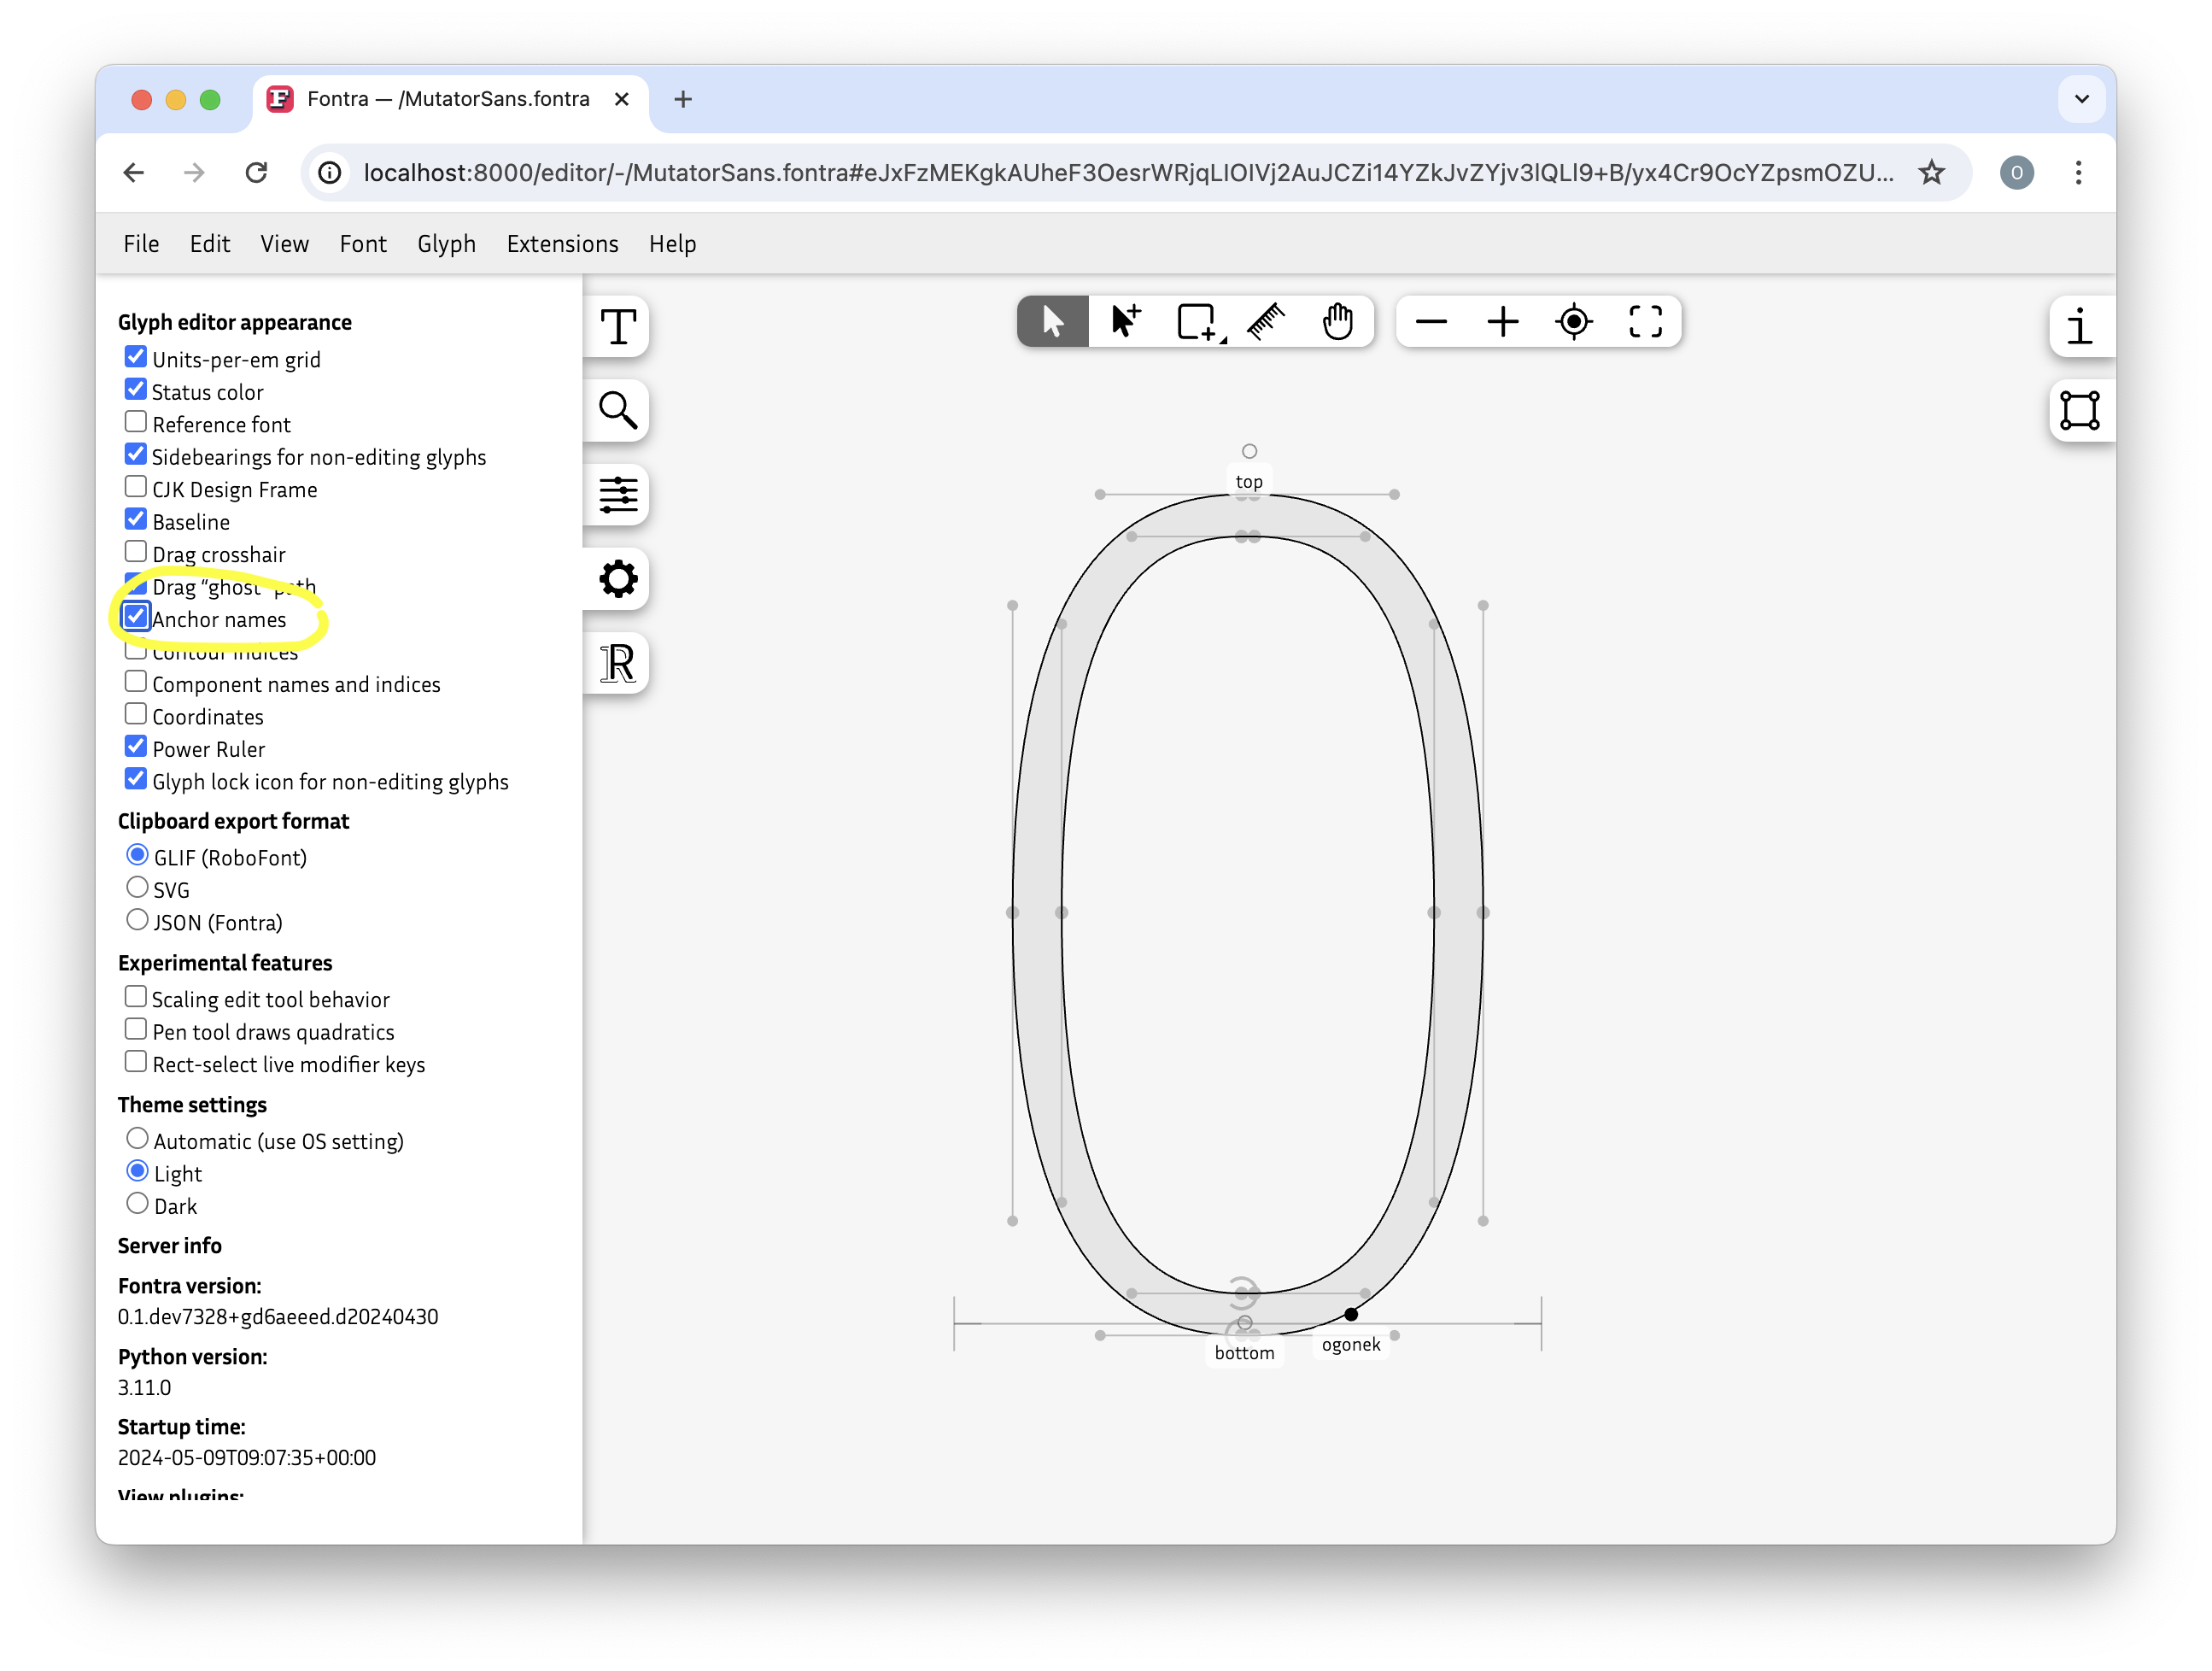 Fontra — /MutatorSans.fontra
localhost:8000/editor/-/MutatorSans.fontra#eJxFzMEKgkAUheF3OesrWRjqLIOIVj2AuJCZi14YZkJvZYjv3lQLl9+B/yx4Cr9OcYZpsmOZU...
O
File Edit View Font Glyph Extensions Help
Glyph editor appearance
Units-per-em grid
Status color
Reference font
Sidebearings for non-editing glyphs
CJK Design Frame
Baseline
Drag crosshair
Drag “ghost” path
Anchor names
Contour indices
Component names and indices
Coordinates
Power Ruler
Glyph lock icon for non-editing glyphs
Clipboard export format
GLIF (RoboFont)
SVG
JSON (Fontra)
Experimental features
Scaling edit tool behavior
Pen tool draws quadratics
Rect-select live modifier keys
Theme settings
Automatic (use OS setting)
Light
Dark
Server info
Fontra version:
0.1.dev7328+gd6aeeed.d20240430
Python version:
3.11.0
Startup time:
2024-05-09T09:07:35+00:00
View plugins:
top
bottom
ogonek